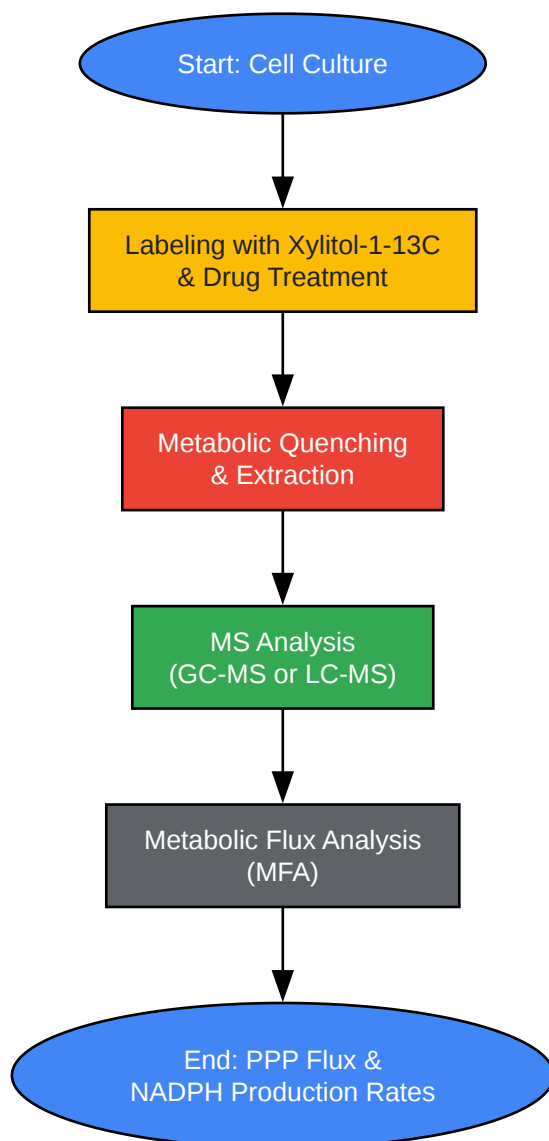 Start: Cell Culture
Labeling with Xylitol-1-13C
& Drug Treatment
Metabolic Quenching
& Extraction
MS Analysis
(GC-MS or LC-MS)
Metabolic Flux Analysis
(MFA)
End: PPP Flux &
NADPH Production Rates